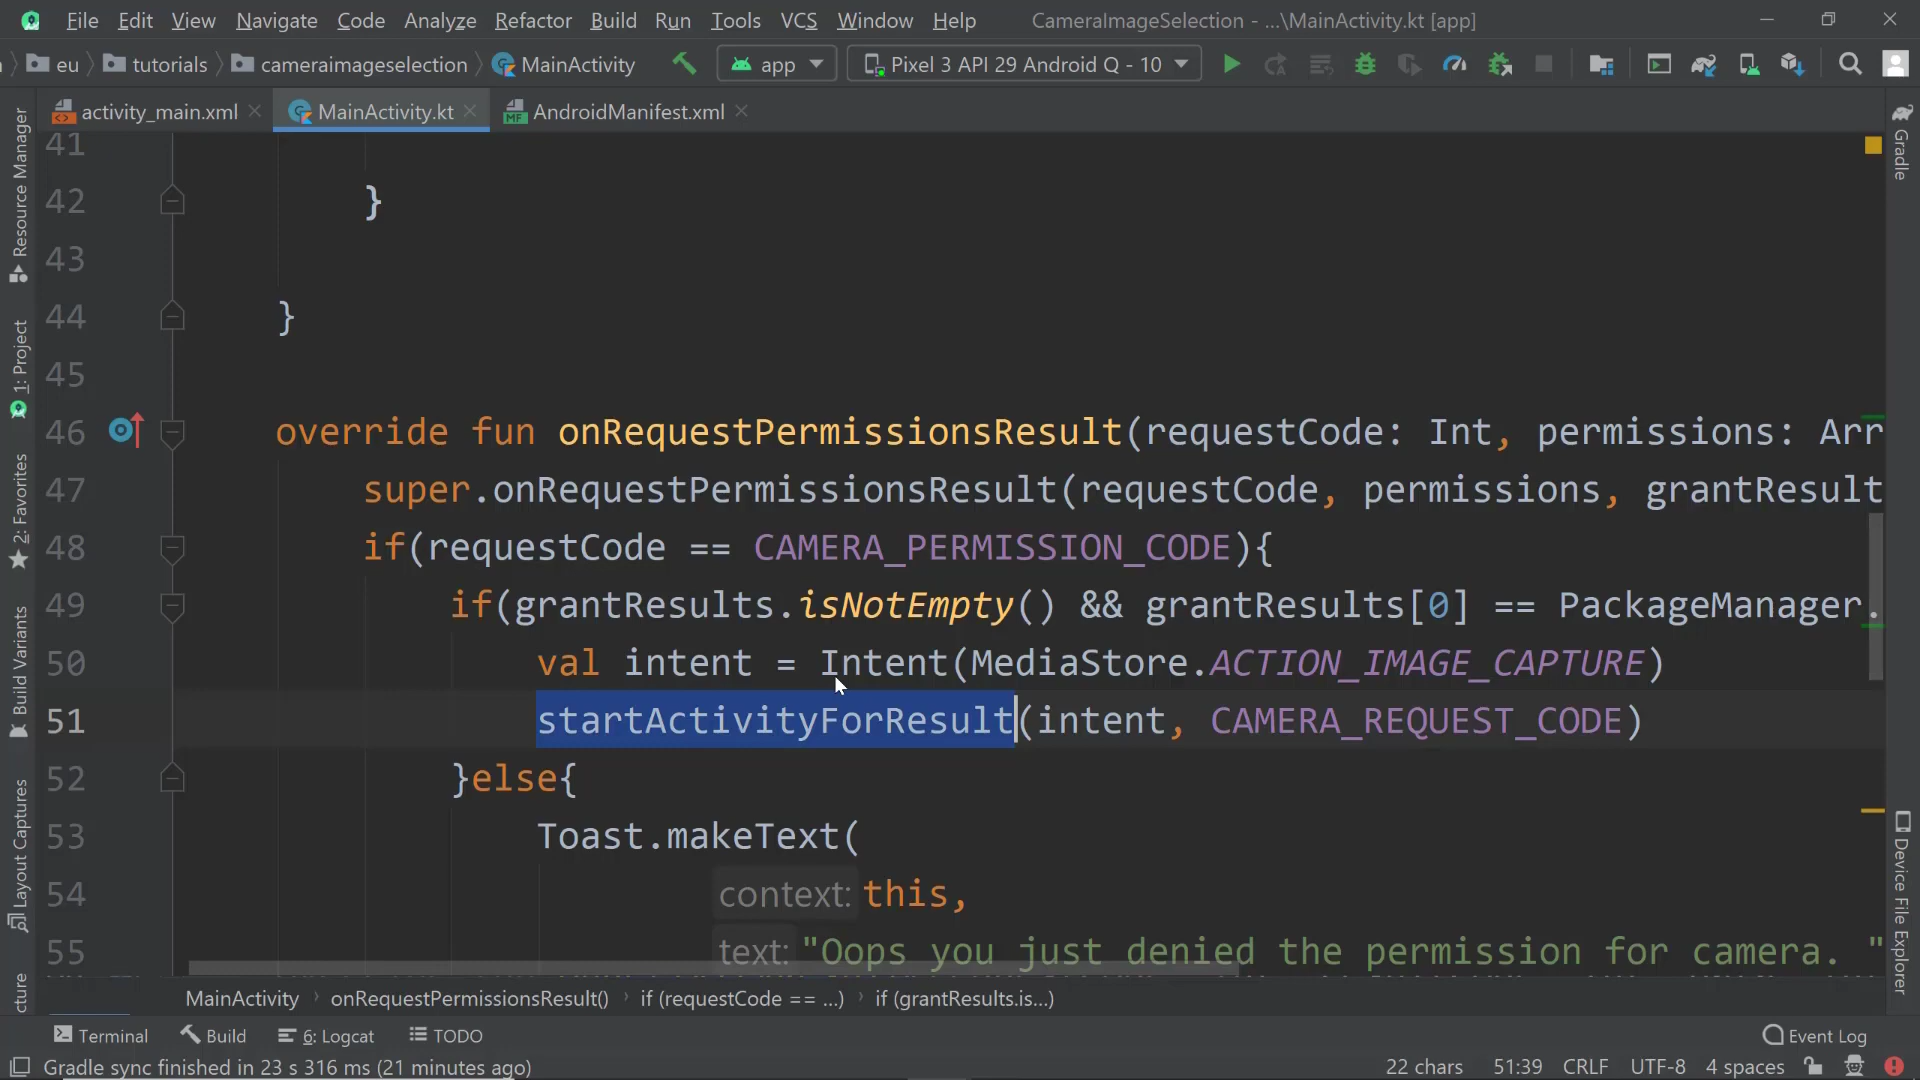 File Edit View Navigate Code Analyze Refactor Build Run Tools VCS Window Help CameraImageSelection - ...\MainActivity.kt [app]
eu tutorials cameraimageselection MainActivity app Pixel 3 API 29 Android Q - 10
activity_main.xml MainActivity.kt AndroidManifest.xml
Resource Manager
1: Project
2: Favorites
Build Variants
Layout Captures
cture
41
42 }
43
44 }
45
46 override fun onRequestPermissionsResult(requestCode: Int, permissions: Arr
47 super.onRequestPermissionsResult(requestCode, permissions, grantResult
48 if(requestCode == CAMERA_PERMISSION_CODE){
49 if(grantResults.isNotEmpty() && grantResults[0] == PackageManager.
50 val intent = Intent(MediaStore.ACTION_IMAGE_CAPTURE)
51 startActivityForResult(intent, CAMERA_REQUEST_CODE)
52 }else{
53 Toast.makeText(
54 context: this,
55 text: "Oops you just denied the permission for camera. "
Gradle
Device File Explorer
MainActivity onRequestPermissionsResult() if (requestCode == ...) if (grantResults.is...)
Terminal Build 6: Logcat TODO Event Log
Gradle sync finished in 23 s 316 ms (21 minutes ago) 22 chars 51:39 CRLF UTF-8 4 spaces